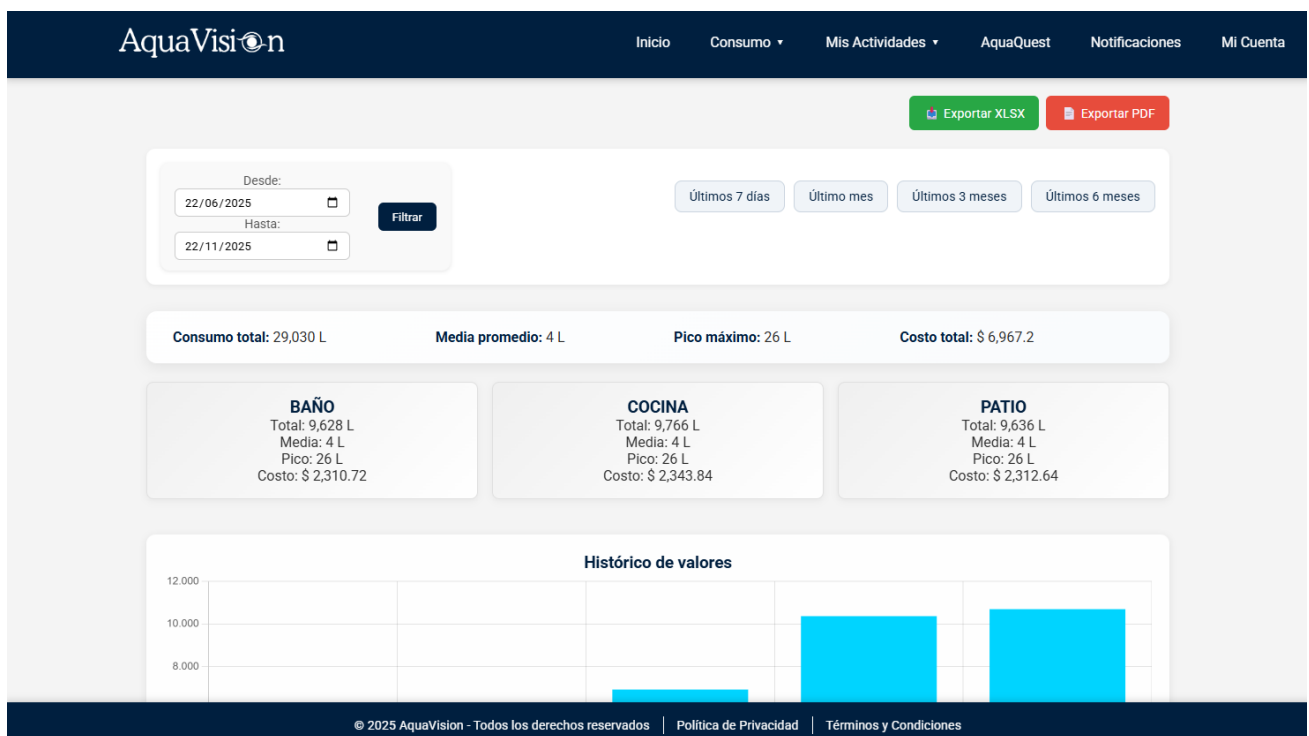 AquaVision
Inicio Consumo ▾ Mis Actividades ▾ AquaQuest Notificaciones Mi Cuenta
Exportar XLSX Exportar PDF
Desde:
22/06/2025
Hasta:
22/11/2025
Filtrar
Últimos 7 días Último mes Últimos 3 meses Últimos 6 meses
Consumo total: 29,030 L Media promedio: 4 L Pico máximo: 26 L Costo total: $ 6,967.2
BAÑO
Total: 9,628 L
Media: 4 L
Pico: 26 L
Costo: $ 2,310.72
COCINA
Total: 9,766 L
Media: 4 L
Pico: 26 L
Costo: $ 2,343.84
PATIO
Total: 9,636 L
Media: 4 L
Pico: 26 L
Costo: $ 2,312.64
Histórico de valores
12.000
10.000
8.000
© 2025 AquaVision - Todos los derechos reservados | Política de Privacidad | Términos y Condiciones